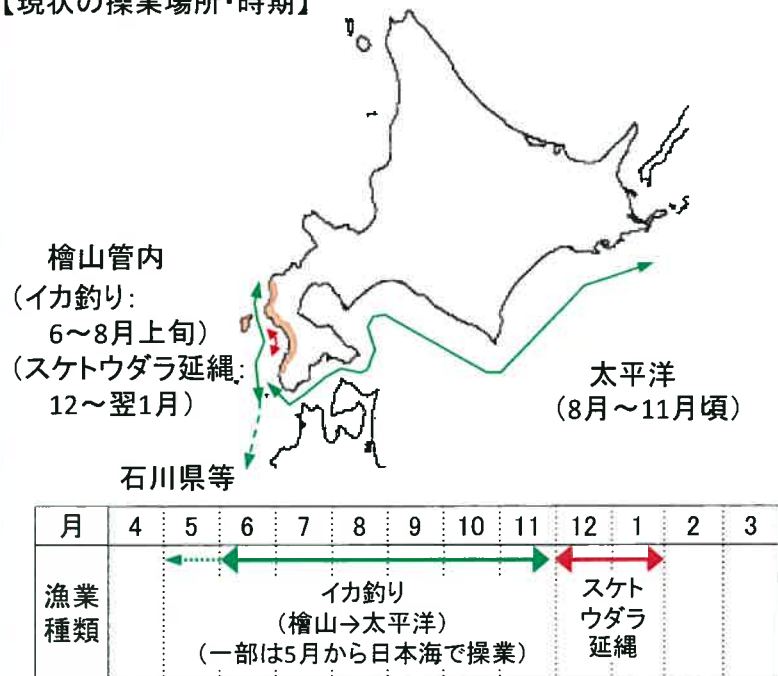 【現状の操業場所・時期】
檜山管内
（イカ釣り：
6～8月上旬）
（スケトウダラ延縄：
12～翌1月）
石川県等
太平洋
（8月～11月頃）
月 4 5 6 7 8 9 10 11 12 1 2 3
漁業
種類
イカ釣り
（檜山→太平洋）
（一部は5月から日本海で操業）
スケト
ウダラ
延縄